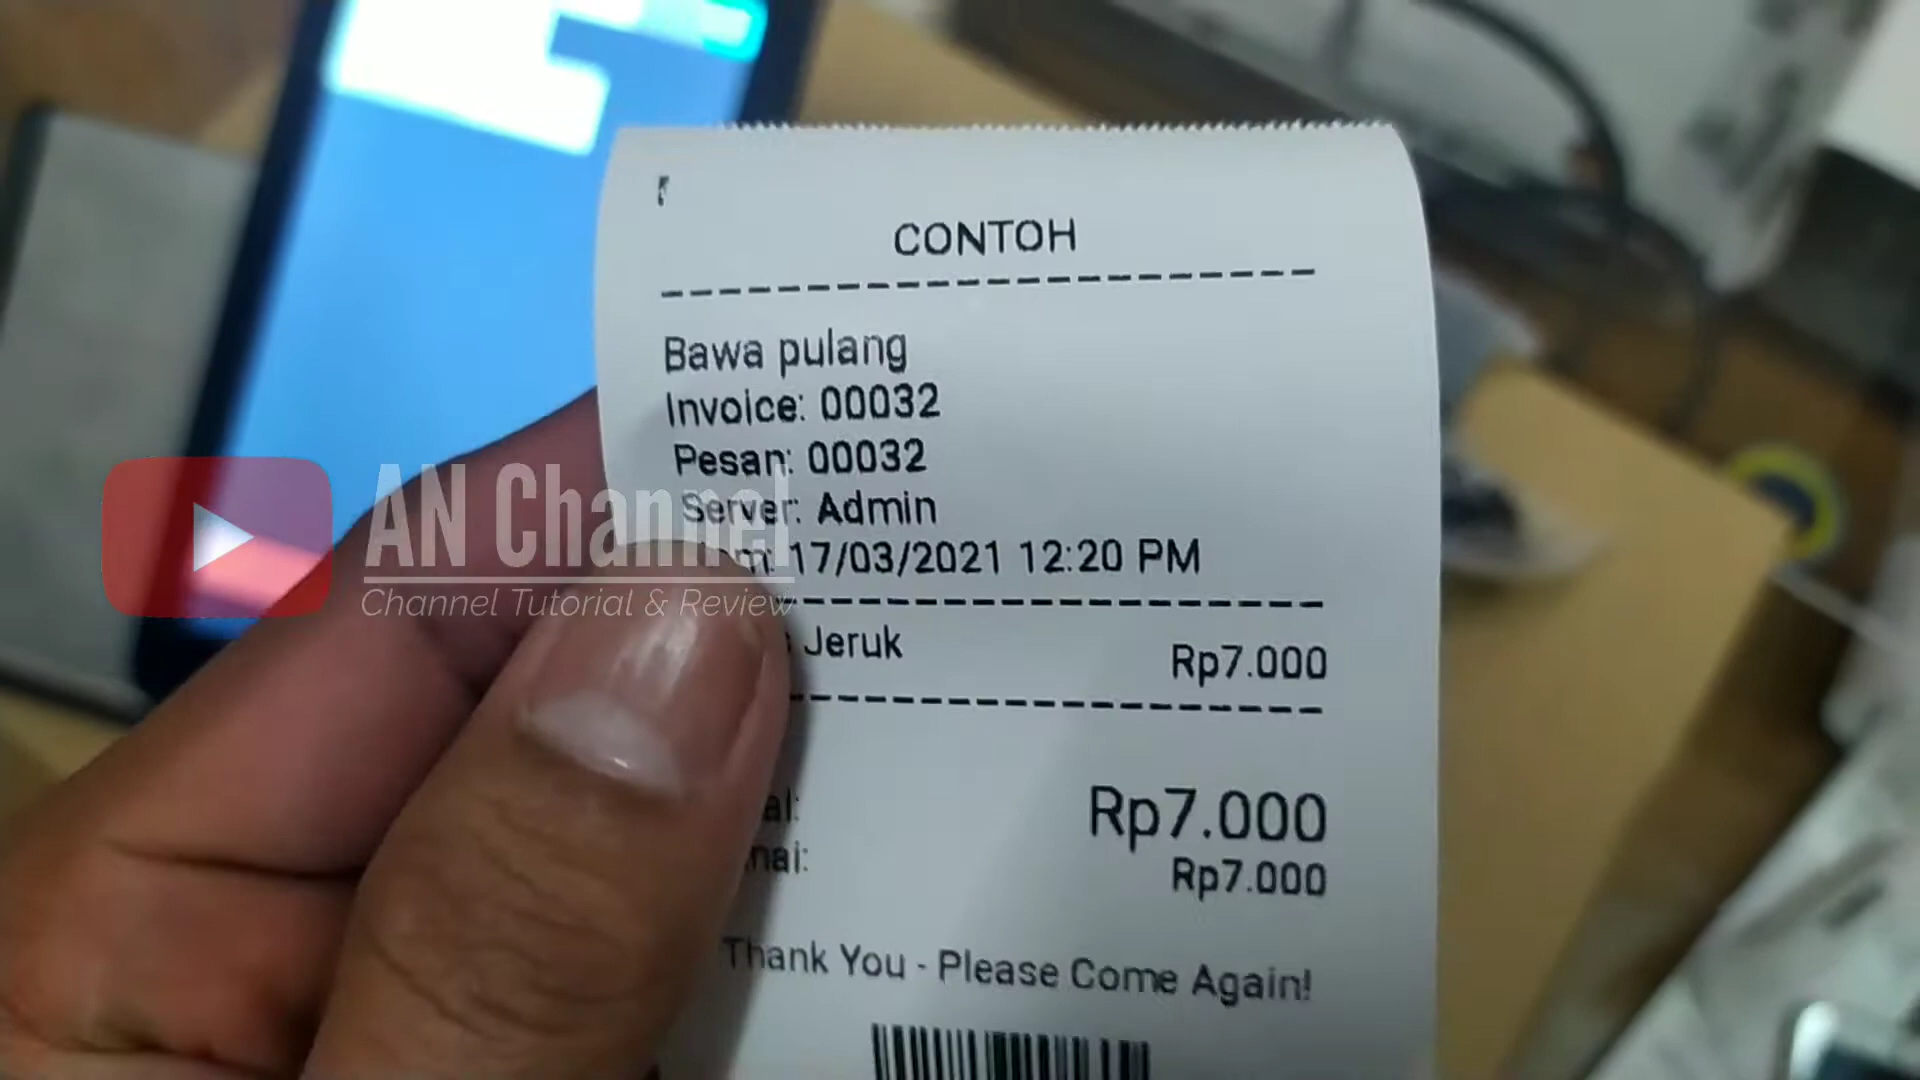 CONTOH
Bawa pulang
Invoice: 00032
Pesan: 00032
Server: Admin
17/03/2021 12:20 PM
Jeruk Rp7.000
Rp7.000
Rp7.000
Thank You - Please Come Again!
AN Channel
Channel Tutorial & Review